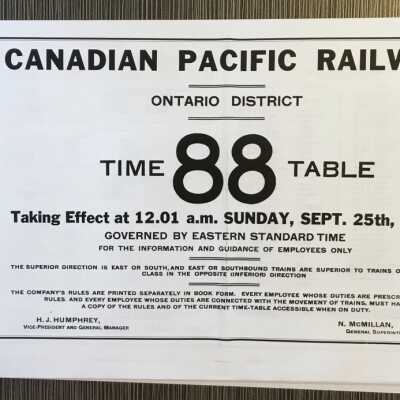 CANADIAN PACIFIC RAILW
ONTARIO DISTRICT
TIME 88 TABLE
Taking Effect at 12.01 a.m. SUNDAY, SEPT. 25th,
GOVERNED BY EASTERN STANDARD TIME
FOR THE INFORMATION AND GUIDANCE OF EMPLOYEES ONLY
THE SUPERIOR DIRECTION IS EAST OR SOUTH, AND EAST OR SOUTHBOUND TRAINS ARE SUPERIOR TO TRAINS O
CLASS IN THE OPPOSITE (INFERIOR) DIRECTION
THE COMPANY'S RULES ARE PRINTED SEPARATELY IN BOOK FORM. EVERY EMPLOYEE WHOSE DUTIES ARE PRESCR
RULES, AND EVERY EMPLOYEE WHOSE DUTIES ARE CONNECTED WITH THE MOVEMENT OF TRAINS, MUST HA
A COPY OF THE RULES AND OF THE CURRENT TIME-TABLE ACCESSIBLE WHEN ON DUTY.
H. J. HUMPHREY,
VICE-PRESIDENT AND GENERAL MANAGER
N. McMILLAN,
GENERAL SUPERINT